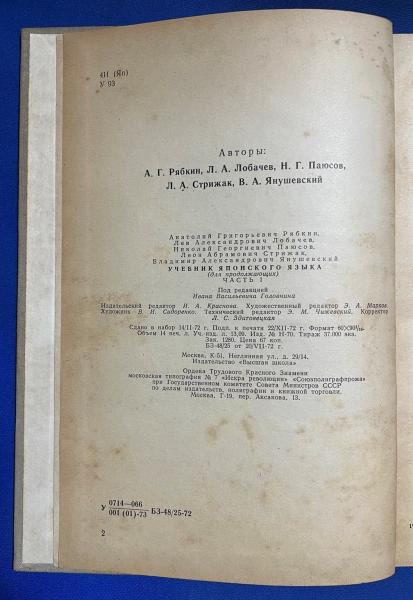 4И (Яп)
У 93
Авторы:
А. Г. Рябкин, Л. А. Лобачев, Н. Г. Паюсов,
Л. А. Стрижак, В. А. Янушевский
Анатолий Григорьевич Рябкин,
Лев Александрович Лобачев,
Николай Георгиевич Паюсов,
Леон Абрамович Стрижак,
Владимир Александрович Янушевский
УЧЕБНИК ЯПОНСКОГО ЯЗЫКА
(для продолжающих)
ЧАСТЬ I
Под редакцией
Ивана Васильевича Головнина
Издательский редактор И. А. Краснова. Художественный редактор Э. А. Марков.
Художник В. И. Сидоренко. Технический редактор Э. М. Чижевский. Корректор
Л. С. Здиговецкая
Сдано в набор 14/II-72 г. Подп. к печати 22/XII-72 г. Формат 60×90 1/16
Объем 14 печ. л. Уч.-изд. л. 13,09. Изд. № Н-70. Тираж 37.000 экз.
Зак. 1280. Цена 67 коп.
БЗ-48/25 от 20/VII-72 г.
Москва, К-51, Неглинная ул., д. 29/14.
Издательство «Высшая школа»
Ордена Трудового Красного Знамени
московская типография № 7 «Искра революции» «Союзполиграфпрома»
при Государственном комитете Совета Министров СССР
по делам издательств, полиграфии и книжной торговли.
Москва, Г-19, пер. Аксакова, 13.
У 0714—066
001 (01)-73 БЗ-48/25-72
2